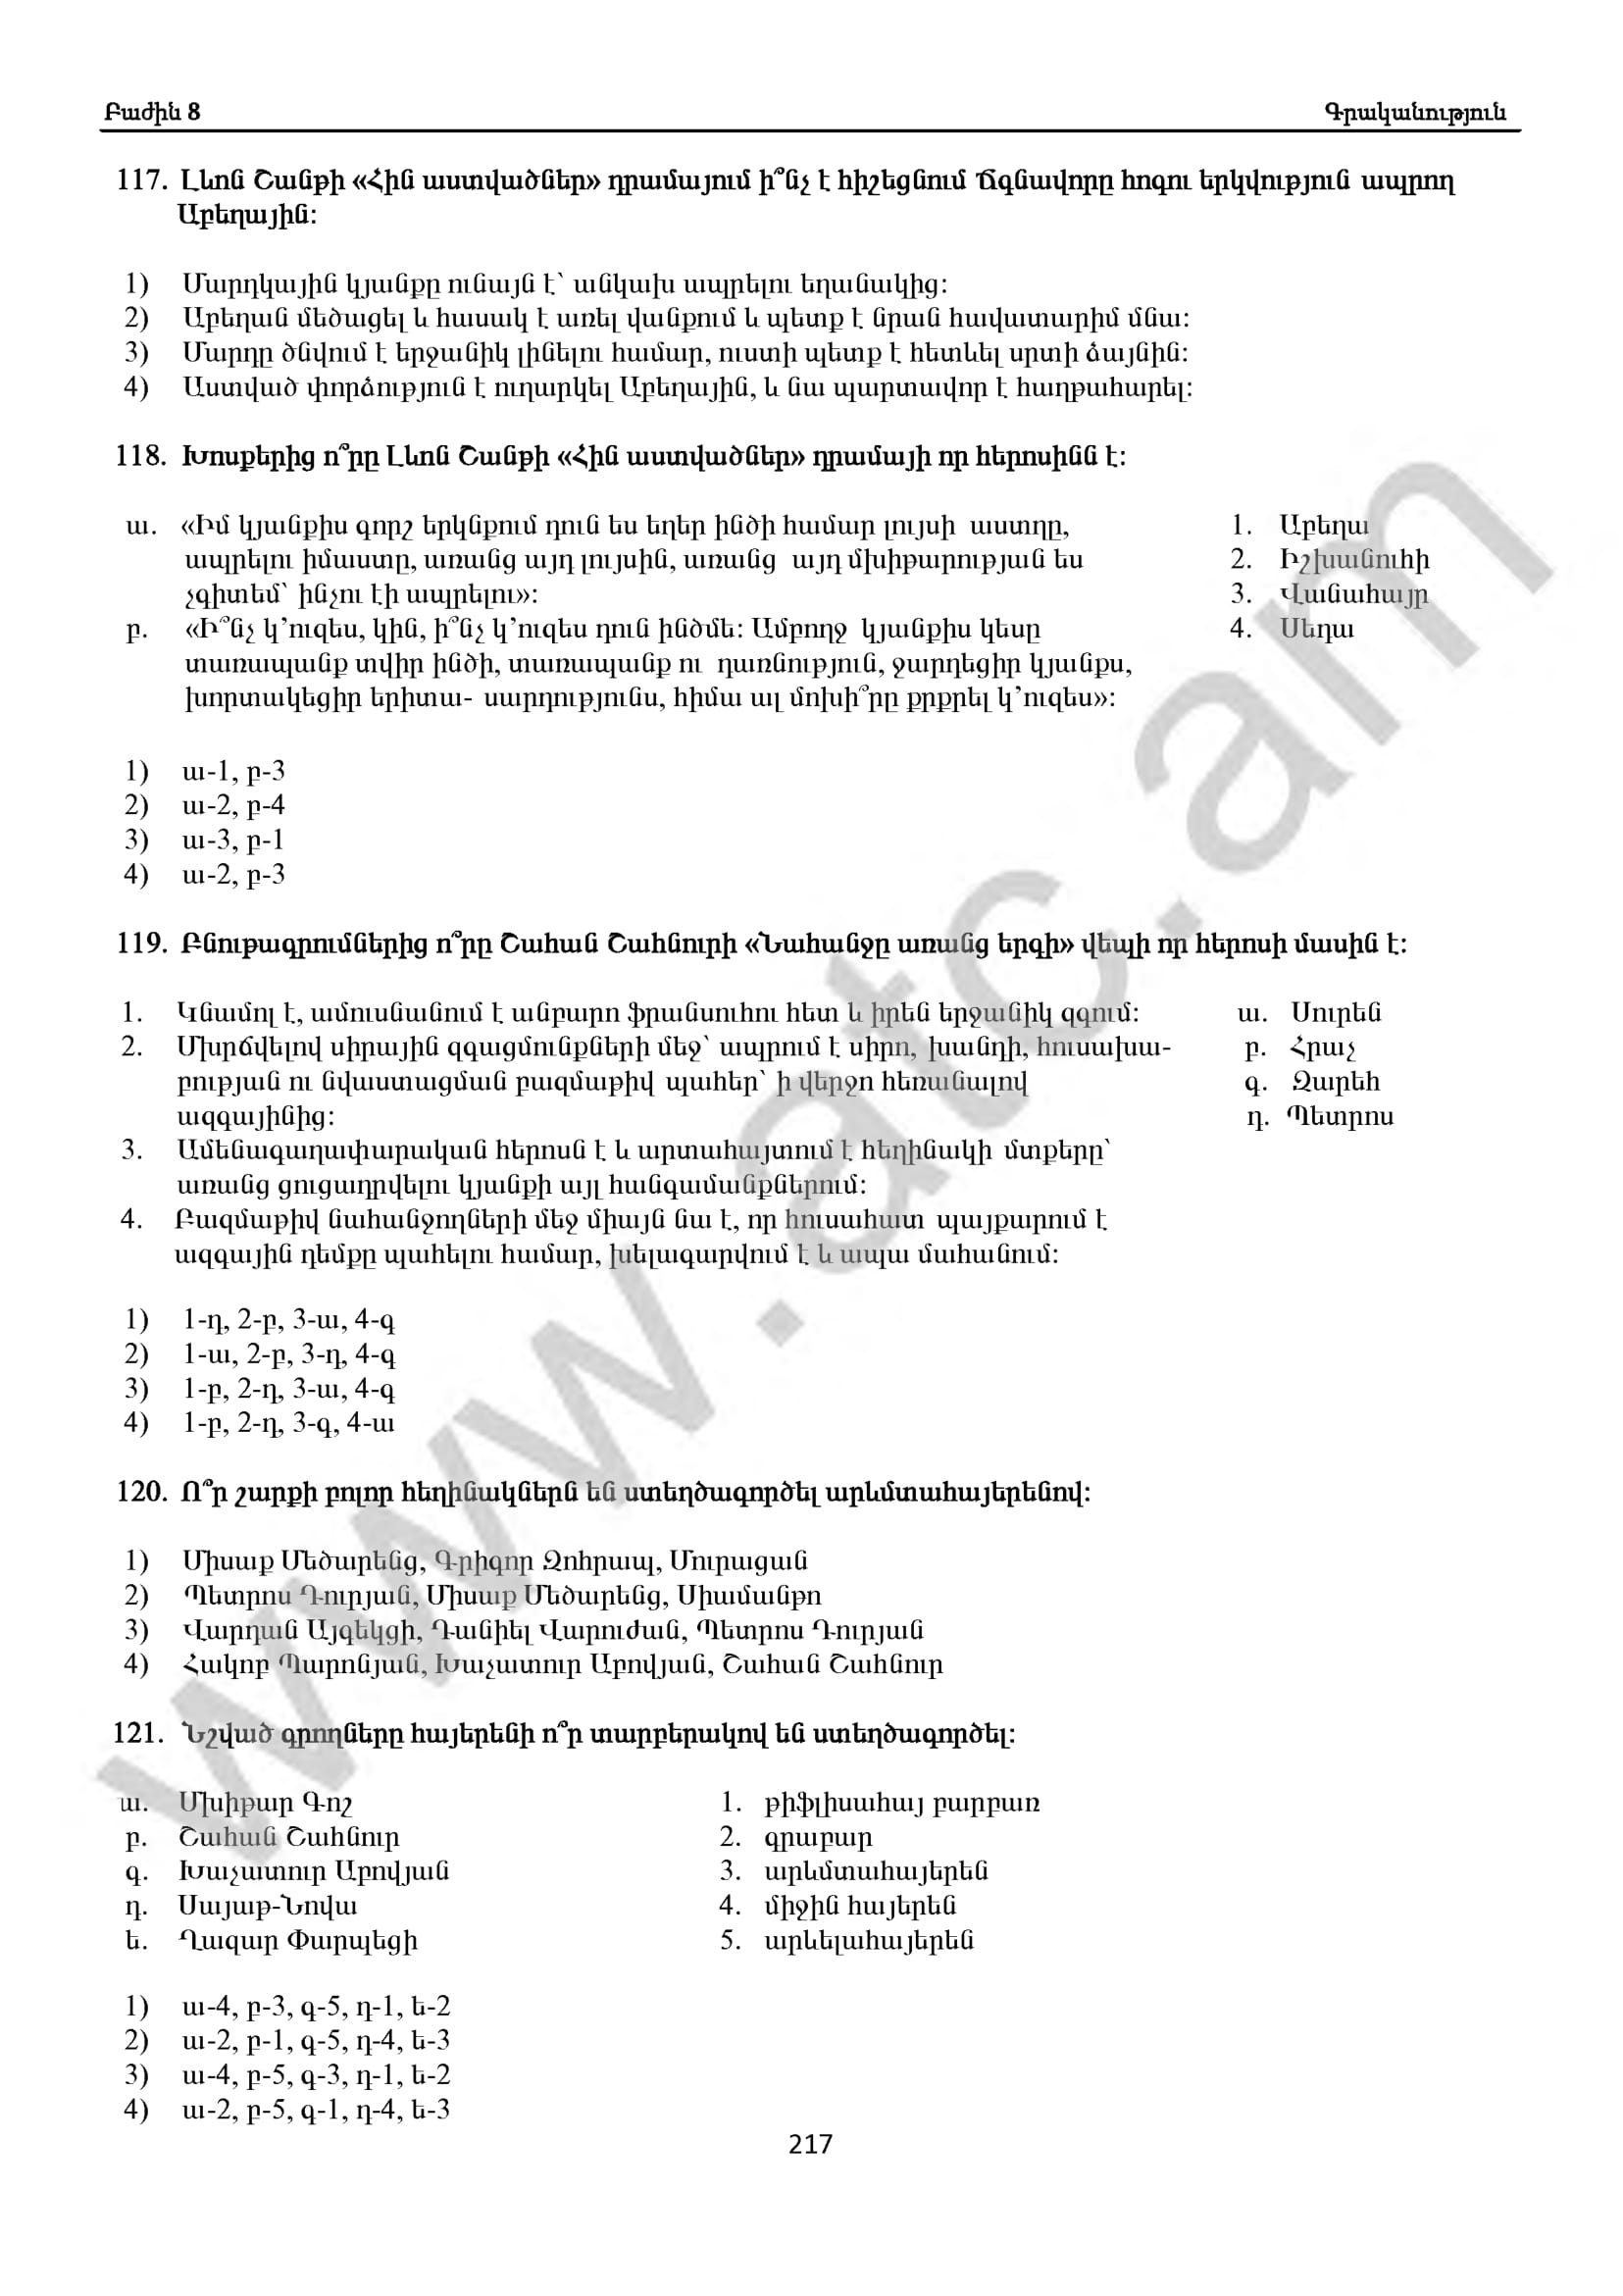 Բաժին 8
Գրականություն
117. Լևոն Շանթի «Հին աստվածներ» դրամայում ի՞նչ է հիշեցնում Ճգնավորը հոգու երկվություն ապրող
Աբեղային:
1) Մարդկային կյանքը ունայն է՝ անկախ ապրելու եղանակից:
2) Աբեղան մեծացել և հասակ է առել վանքում և պետք է նրան հավատարիմ մնա:
3) Մարդը ծնվում է երջանիկ լինելու համար, ուստի պետք է հետևել սրտի ձայնին:
4) Աստված փորձություն է ուղարկել Աբեղային, և նա պարտավոր է հաղթահարել:
118. Խոսքերից ո՞րը Լևոն Շանթի «Հին աստվածներ» դրամայի որ հերոսինն է:
ա. «Իմ կյանքիս գորշ երկնքում դուն ես եղեր ինծի համար լույսի աստղը,
ապրելու իմաստը, առանց այդ լույսին, առանց այդ մխիթարության ես
չգիտեմ՝ ինչու էի ապրելու»:
բ. «Ի՞նչ կ’ուզես, կին, ի՞նչ կ’ուզես դուն ինծմե: Ամբողջ կյանքիս կեսը
տառապանք տվիր ինծի, տառապանք ու դառնություն, ջարդեցիր կյանքս,
խորտակեցիր երիտա- սարդությունս, հիմա ալ մոխի՞րը քրքրել կ’ուզես»:
1. Աբեղա
2. Իշխանուհի
3. Վանահայր
4. Սեդա
1) ա-1, բ-3
2) ա-2, բ-4
3) ա-3, բ-1
4) ա-2, բ-3
119. Բնութագրումներից ո՞րը Շահան Շահնուրի «Նահանջը առանց երգի» վեպի որ հերոսի մասին է:
1. Կնամոլ է, ամուսնանում է անբարո ֆրանսուհու հետ և իրեն երջանիկ զգում:
2. Մխրճվելով սիրային զգացմունքների մեջ՝ ապրում է սիրո, խանդի, հուսախա-
բության ու նվաստացման բազմաթիվ պահեր՝ ի վերջո հեռանալով
ազգայինից:
3. Ամենագաղափարական հերոսն է և արտահայտում է հեղինակի մտքերը՝
առանց ցուցադրվելու կյանքի այլ հանգամանքներում:
4. Բազմաթիվ նահանջողների մեջ միայն նա է, որ հուսահատ պայքարում է
ազգային դեմքը պահելու համար, խելագարվում է և ապա մահանում:
ա. Սուրեն
բ. Հրաչ
գ. Զարեհ
դ. Պետրոս
1) 1-դ, 2-բ, 3-ա, 4-գ
2) 1-ա, 2-բ, 3-դ, 4-գ
3) 1-բ, 2-դ, 3-ա, 4-գ
4) 1-բ, 2-դ, 3-գ, 4-ա
120. Ո՞ր շարքի բոլոր հեղինակներն են ստեղծագործել արևմտահայերենով:
1) Միսաք Մեծարենց, Գրիգոր Զոհրապ, Մուրացան
2) Պետրոս Դուրյան, Միսաք Մեծարենց, Սիամանթո
3) Վարդան Այգեկցի, Դանիել Վարուժան, Պետրոս Դուրյան
4) Հակոբ Պարոնյան, Խաչատուր Աբովյան, Շահան Շահնուր
121. Նշված գրողները հայերենի ո՞ր տարբերակով են ստեղծագործել:
ա. Մխիթար Գոշ
բ. Շահան Շահնուր
գ. Խաչատուր Աբովյան
դ. Սայաթ-Նովա
ե. Ղազար Փարպեցի
1. թիֆլիսահայ բարբառ
2. գրաբար
3. արևմտահայերեն
4. միջին հայերեն
5. արևելահայերեն
1) ա-4, բ-3, գ-5, դ-1, ե-2
2) ա-2, բ-1, գ-5, դ-4, ե-3
3) ա-4, բ-5, գ-3, դ-1, ե-2
4) ա-2, բ-5, գ-1, դ-4, ե-3
217
www.atc.am